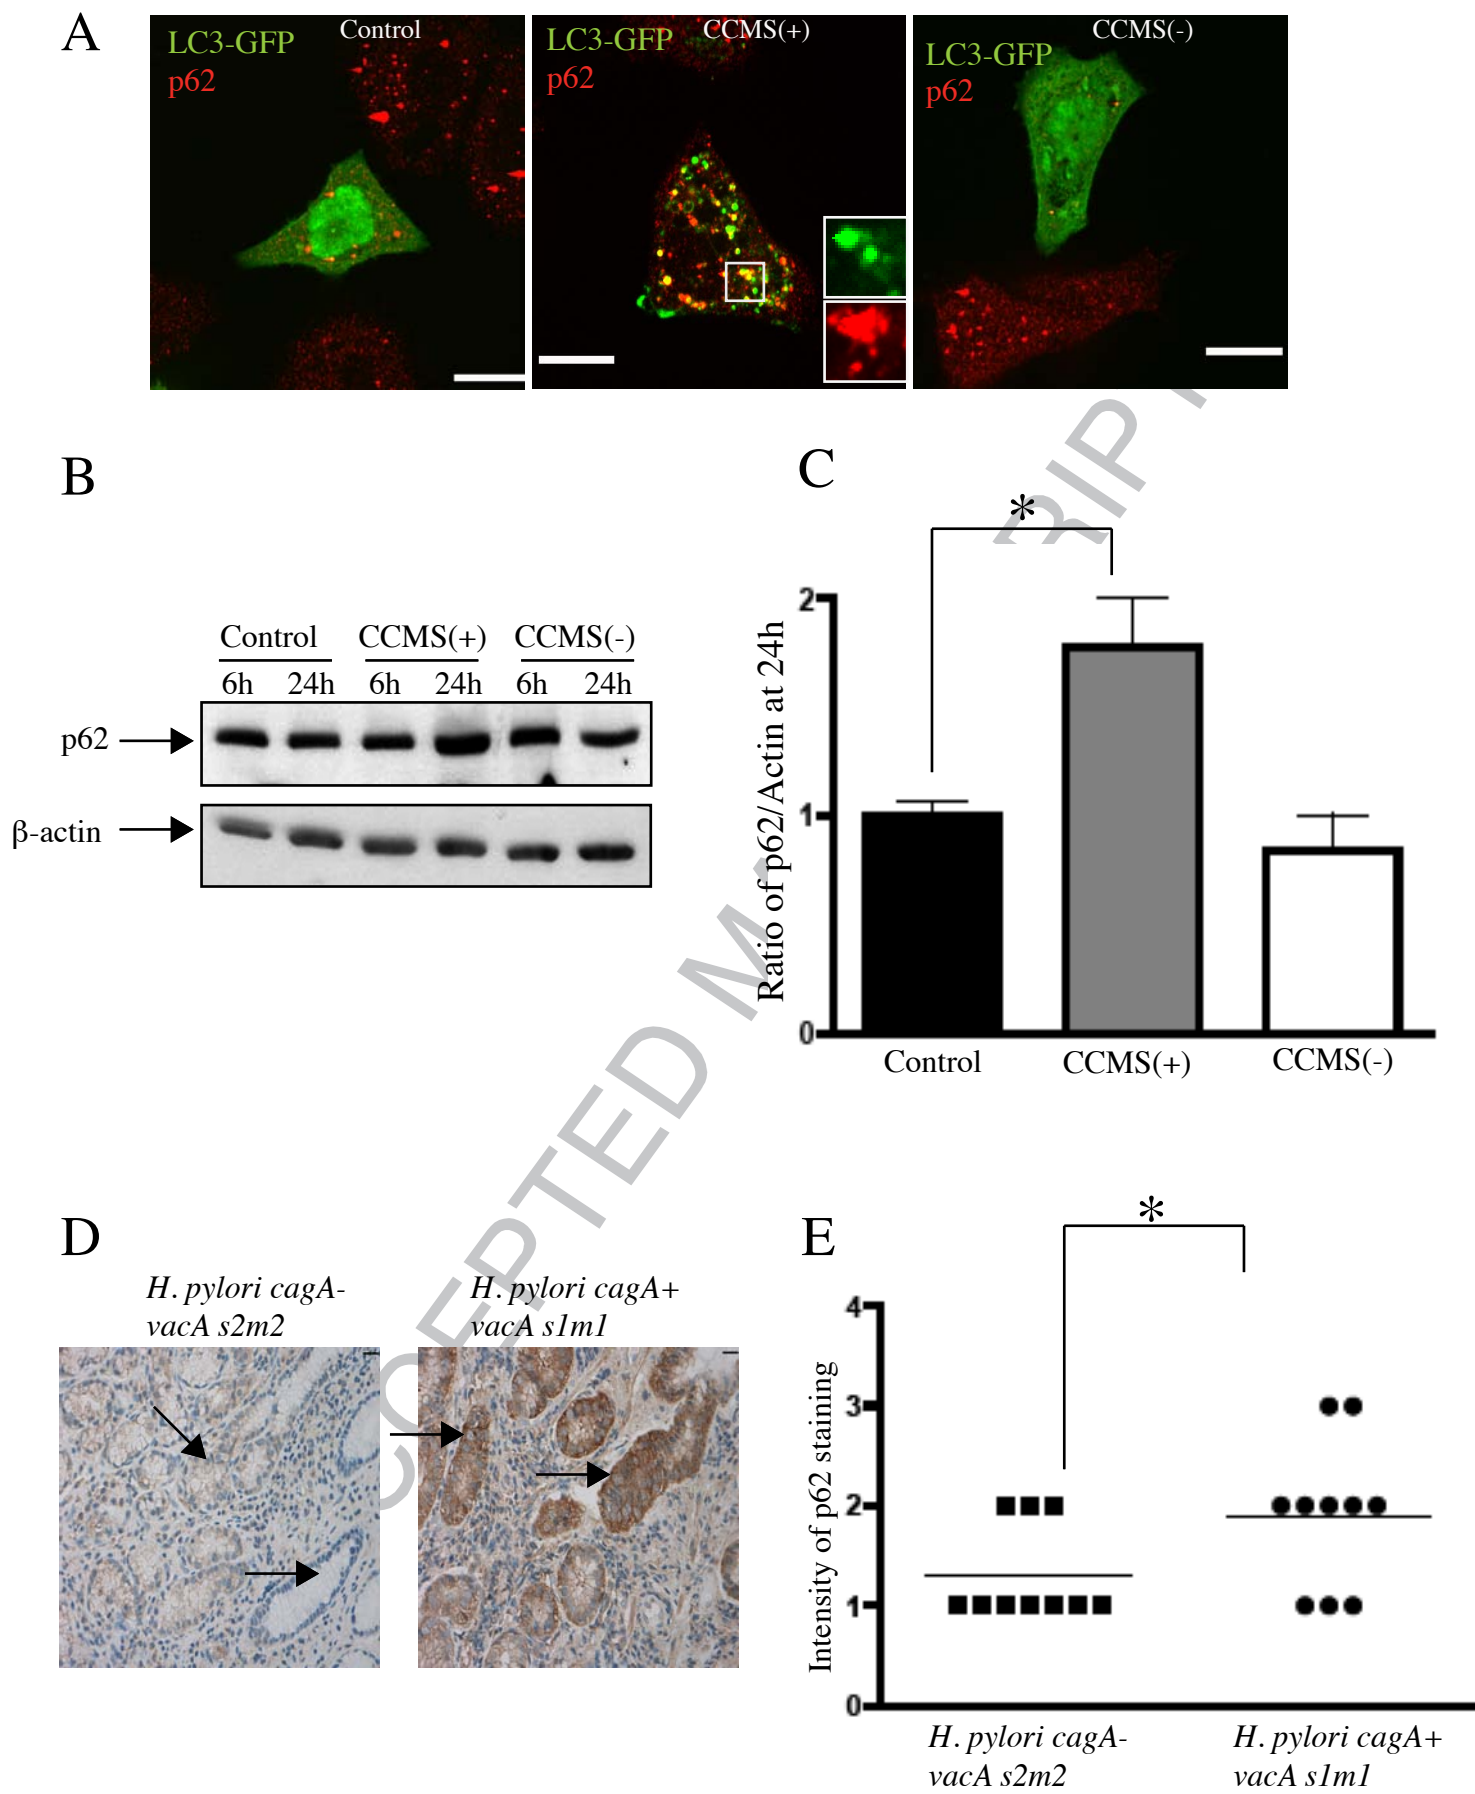 A
LC3-GFP
p62
Control
LC3-GFP
p62
CCMS(+)
LC3-GFP
p62
CCMS(-)
B
Control CCMS(+) CCMS(-)
6h 24h 6h 24h 6h 24h
p62
β-actin
C
*
Ratio of p62/Actin at 24h
2
1
0
Control CCMS(+) CCMS(-)
D
H. pylori cagA-
vacA s2m2
H. pylori cagA+
vacA s1m1
E
*
Intensity of p62 staining
4
3
2
1
0
H. pylori cagA-
vacA s2m2
H. pylori cagA+
vacA s1m1